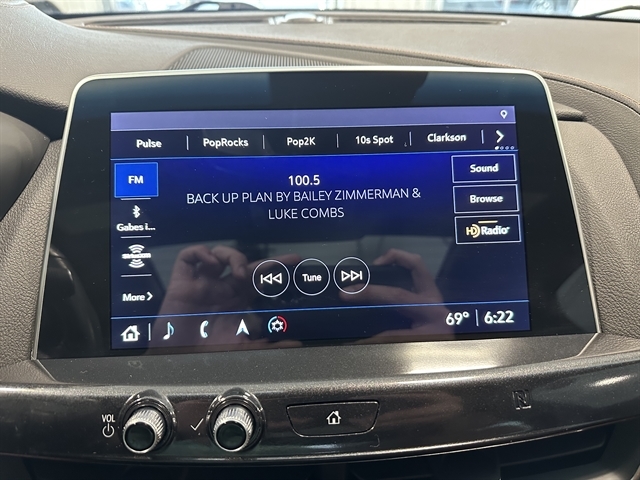 Pulse PopRocks Pop2K 10s Spot Clarkson
FM
100.5
BACK UP PLAN BY BAILEY ZIMMERMAN &
LUKE COMBS
Sound
Browse
HD Radio
Gabes i...
SiriusXM
More
Tune
69° 6:22
VOL